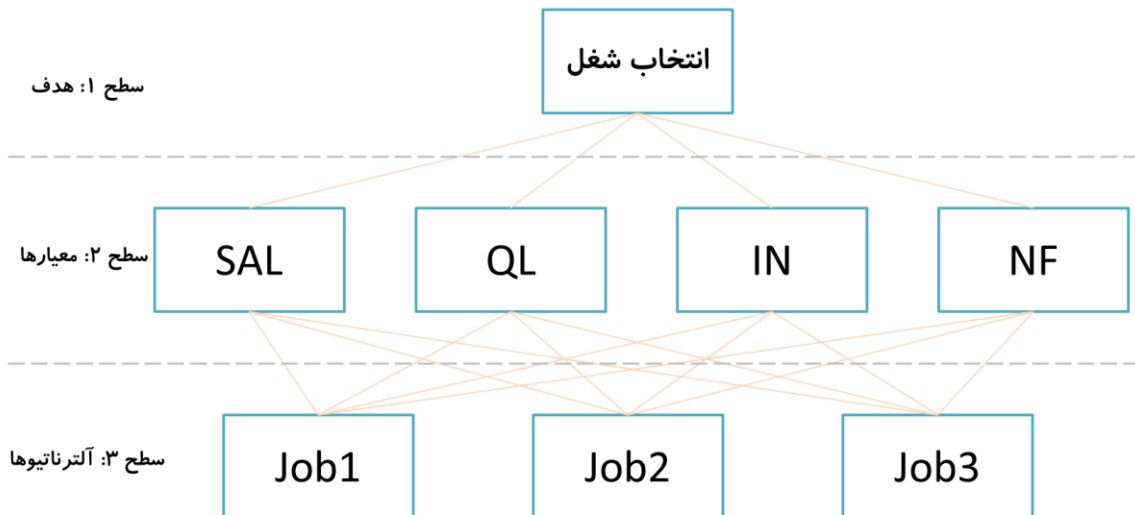 انتخاب شغل
سطح ۱: هدف
SAL
QL
IN
NF
سطح ۲: معیارها
Job1
Job2
Job3
سطح ۳: آلترناتیوها